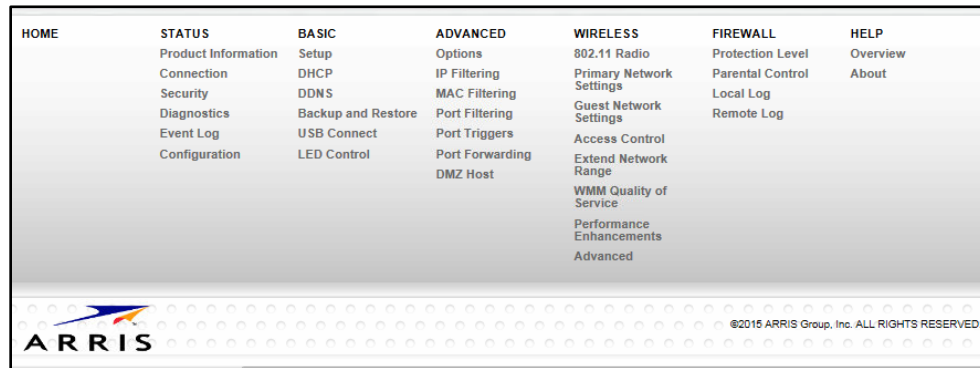 HOME
STATUS
Product Information
Connection
Security
Diagnostics
Event Log
Configuration
BASIC
Setup
DHCP
DDNS
Backup and Restore
USB Connect
LED Control
ADVANCED
Options
IP Filtering
MAC Filtering
Port Filtering
Port Triggers
Port Forwarding
DMZ Host
WIRELESS
802.11 Radio
Primary Network
Settings
Guest Network
Settings
Access Control
Extend Network
Range
WMM Quality of
Service
Performance
Enhancements
Advanced
FIREWALL
Protection Level
Parental Control
Local Log
Remote Log
HELP
Overview
About
ARRIS
©2015 ARRIS Group, Inc. ALL RIGHTS RESERVED